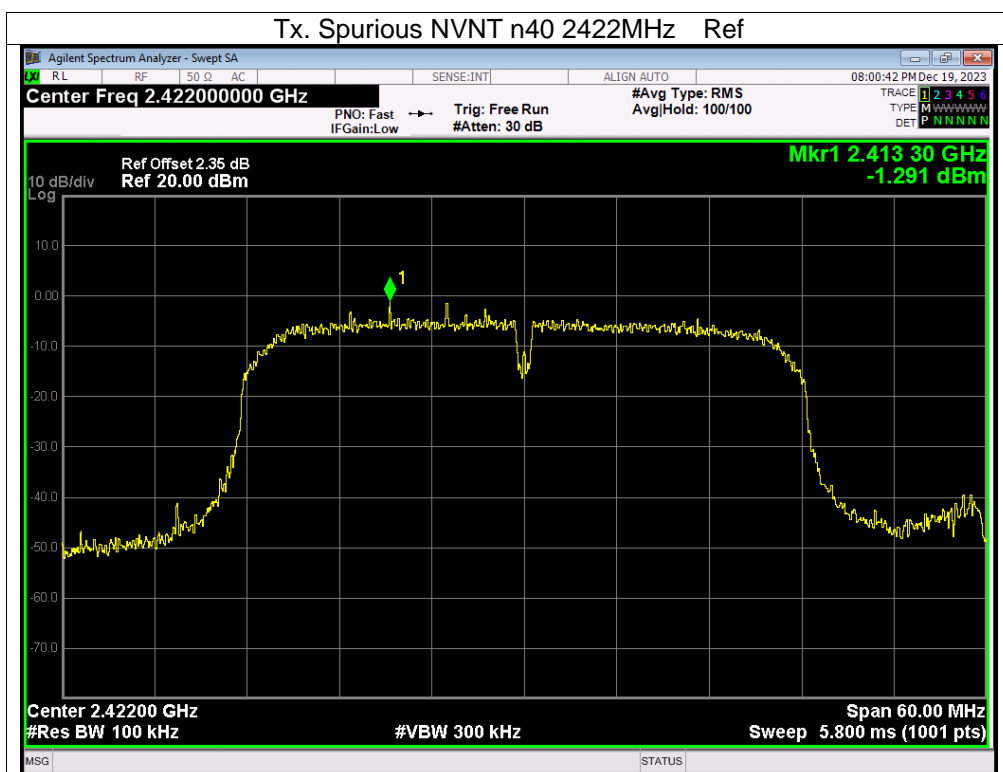 Tx. Spurious NVNT n40 2422MHz Ref
Agilent Spectrum Analyzer - Swept SA
LXI RL RF 50 Ω AC SENSE:INT ALIGN AUTO 08:00:42 PM Dec 19, 2023
Center Freq 2.422000000 GHz
PNO: Fast
IFGain:Low
Trig: Free Run
#Atten: 30 dB
#Avg Type: RMS
Avg|Hold: 100/100
TRACE 1 2 3 4 5 6
TYPE M WWWWW
DET P N N N N N
Mkr1 2.413 30 GHz
-1.291 dBm
Ref Offset 2.35 dB
10 dB/div Ref 20.00 dBm
Log
10.0
1
0.00
-10.0
-20.0
-30.0
-40.0
-50.0
-60.0
-70.0
Center 2.42200 GHz Span 60.00 MHz
#Res BW 100 kHz #VBW 300 kHz Sweep 5.800 ms (1001 pts)
MSG STATUS